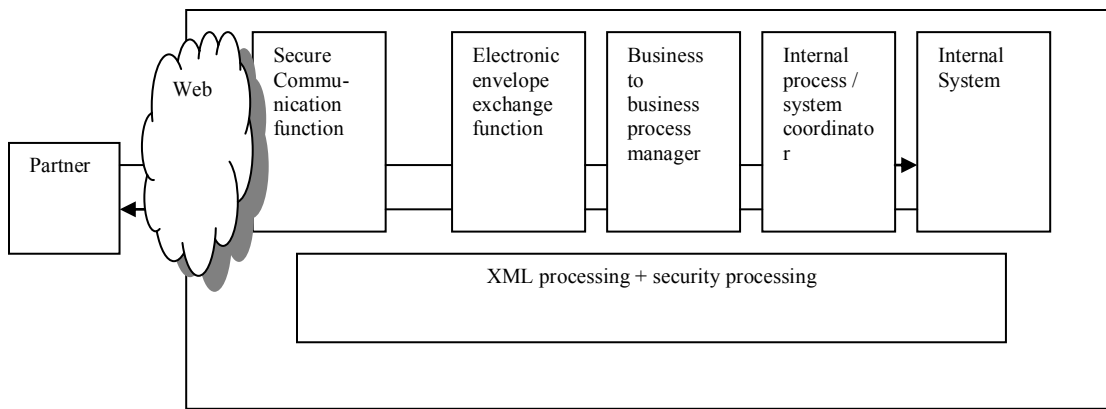 Partner
Web
Secure
Commu-
nication
function
Electronic
envelope
exchange
function
Business
to
business
process
manager
Internal
process /
system
coordinato
r
Internal
System
XML processing + security processing